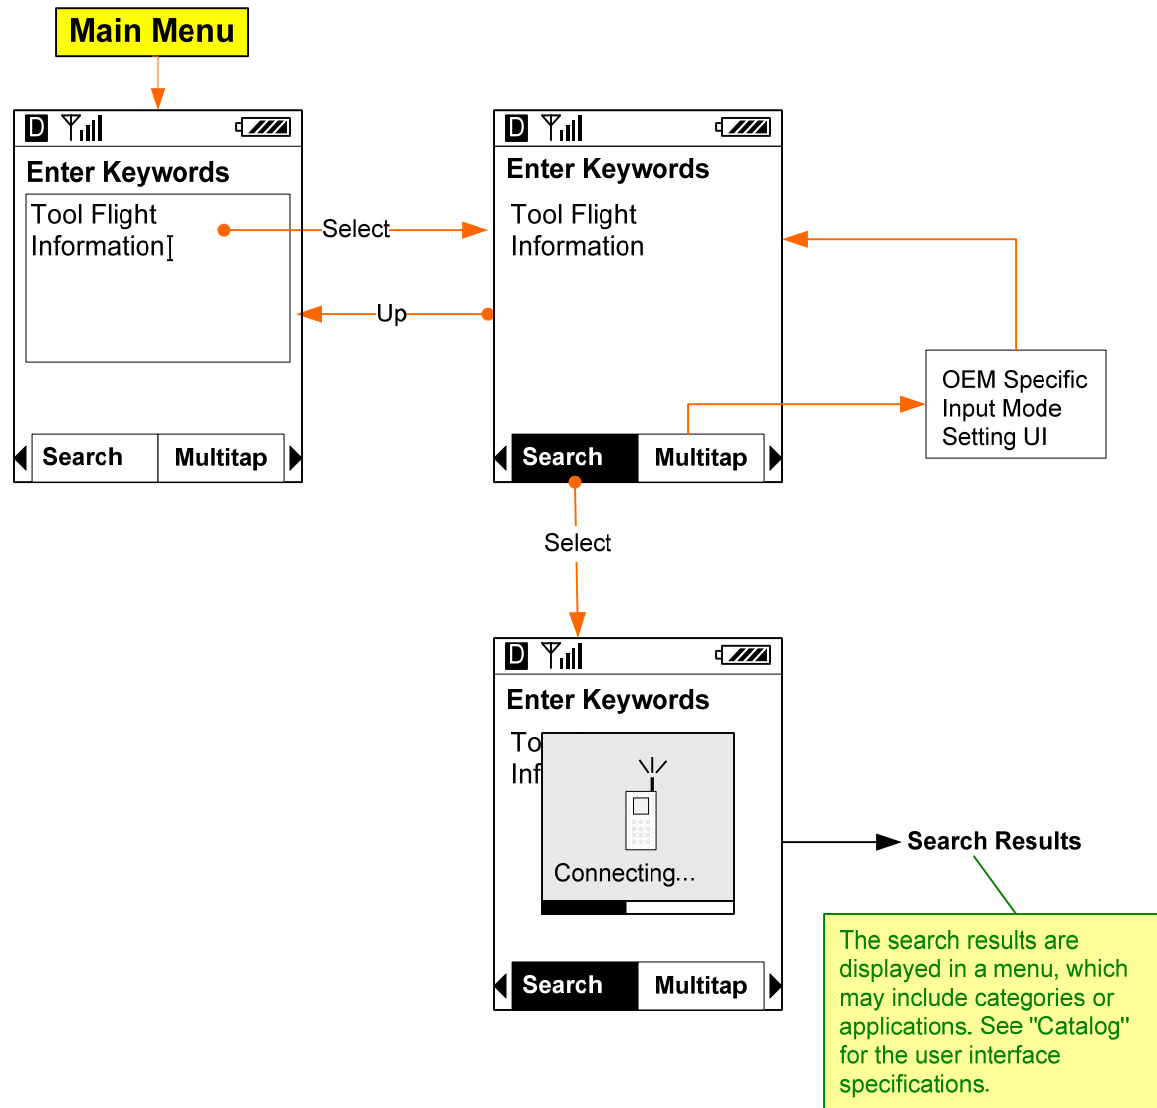 Main Menu
D
Enter Keywords
Tool Flight
Information
Search
Multitap
Select
Up
D
Enter Keywords
Tool Flight
Information
Search
Multitap
OEM Specific
Input Mode
Setting UI
Select
D
Enter Keywords
To
Inf
Connecting...
Search
Multitap
Search Results
The search results are
displayed in a menu, which
may include categories or
applications. See "Catalog"
for the user interface
specifications.